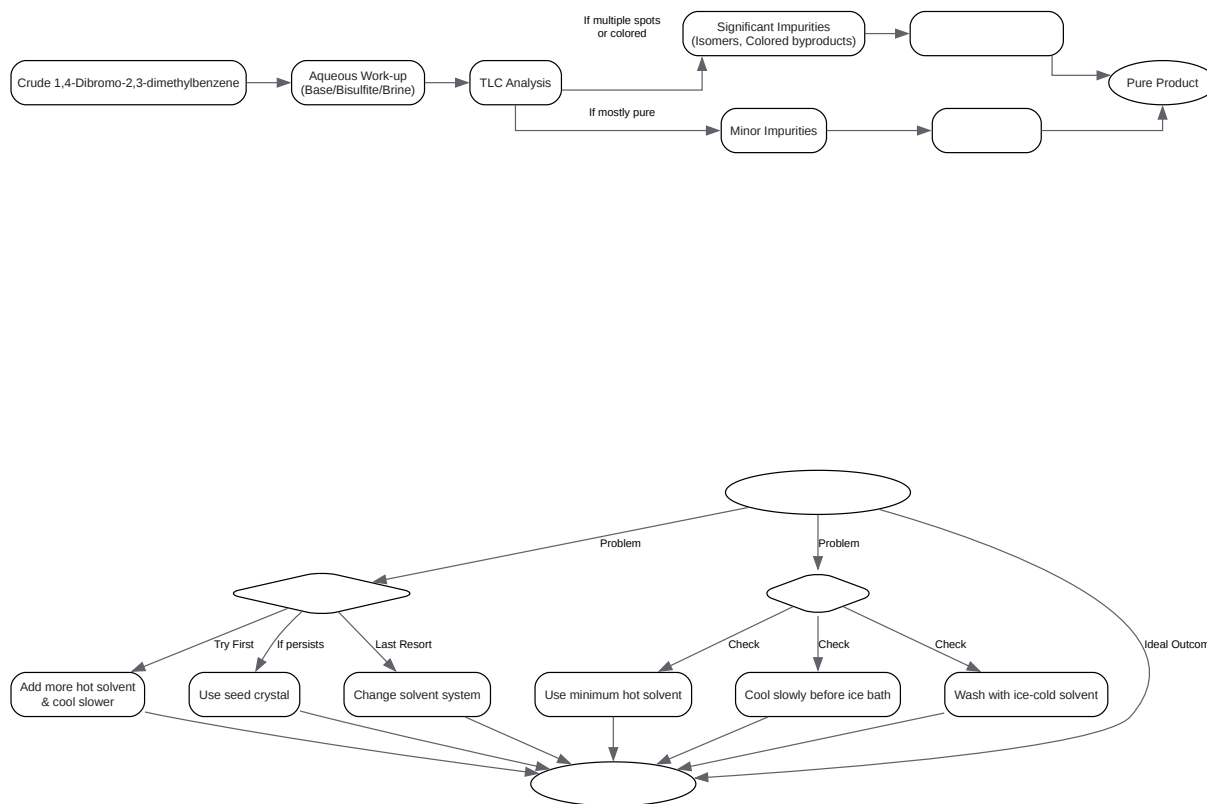 If multiple spots
or colored
Significant Impurities
(Isomers, Colored byproducts)
Crude 1,4-Dibromo-2,3-dimethylbenzene
Aqueous Work-up
(Base/Bisulfite/Brine)
TLC Analysis
Pure Product
If mostly pure
Minor Impurities
Problem
Problem
Try First
If persists
Last Resort
Check
Check
Check
Ideal Outcom
Add more hot solvent
& cool slower
Use seed crystal
Change solvent system
Use minimum hot solvent
Cool slowly before ice bath
Wash with ice-cold solvent